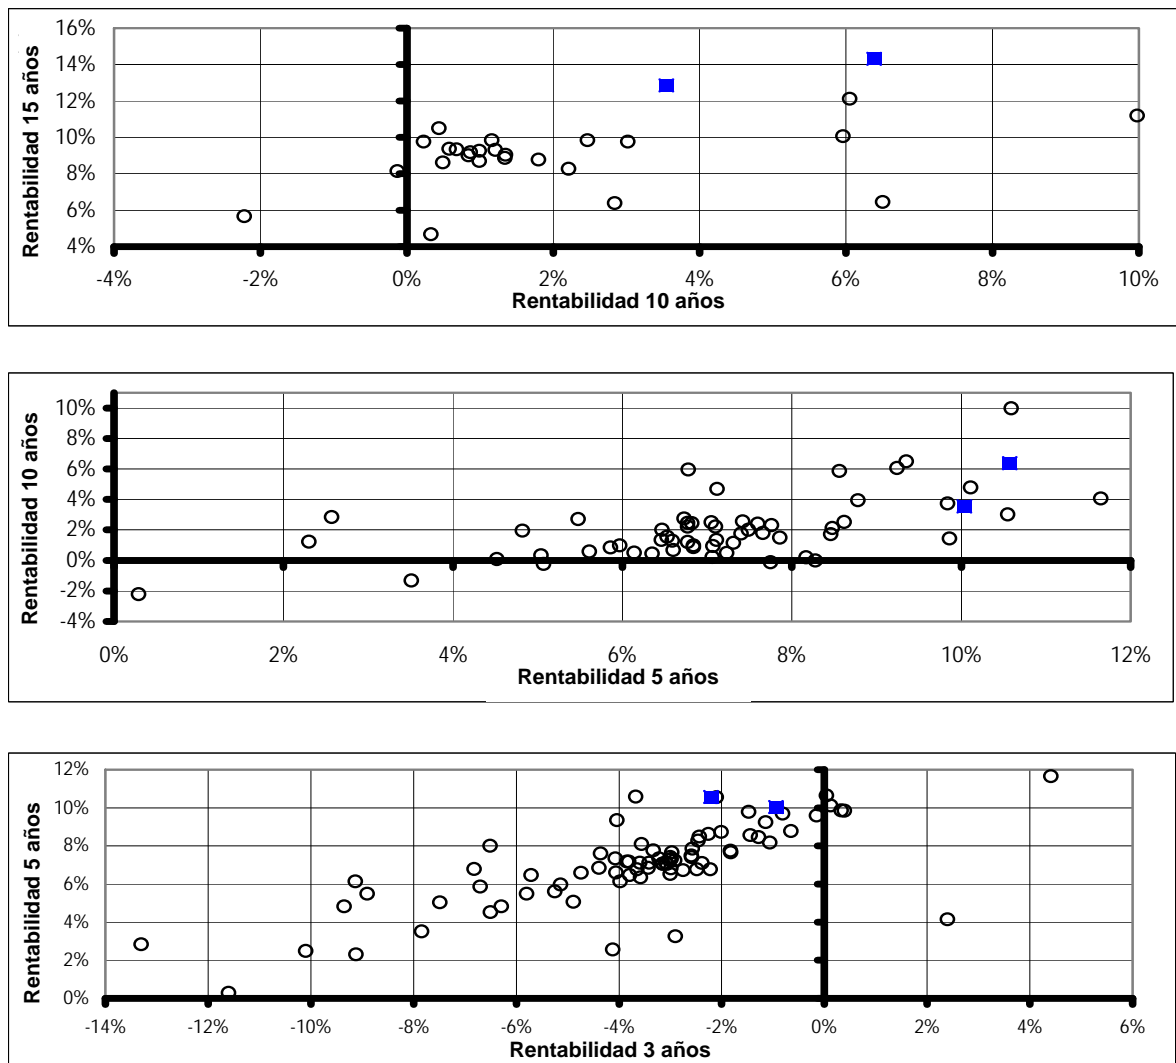 16%
14%
12%
10%
8%
6%
4%
Rentabilidad 15 años
-4% -2% 0% 2% 4% 6% 8% 10%
Rentabilidad 10 años
10%
8%
6%
4%
2%
0%
-2%
-4%
Rentabilidad 10 años
0% 2% 4% 6% 8% 10% 12%
Rentabilidad 5 años
12%
10%
8%
6%
4%
2%
0%
Rentabilidad 5 años
-14% -12% -10% -8% -6% -4% -2% 0% 2% 4% 6%
Rentabilidad 3 años